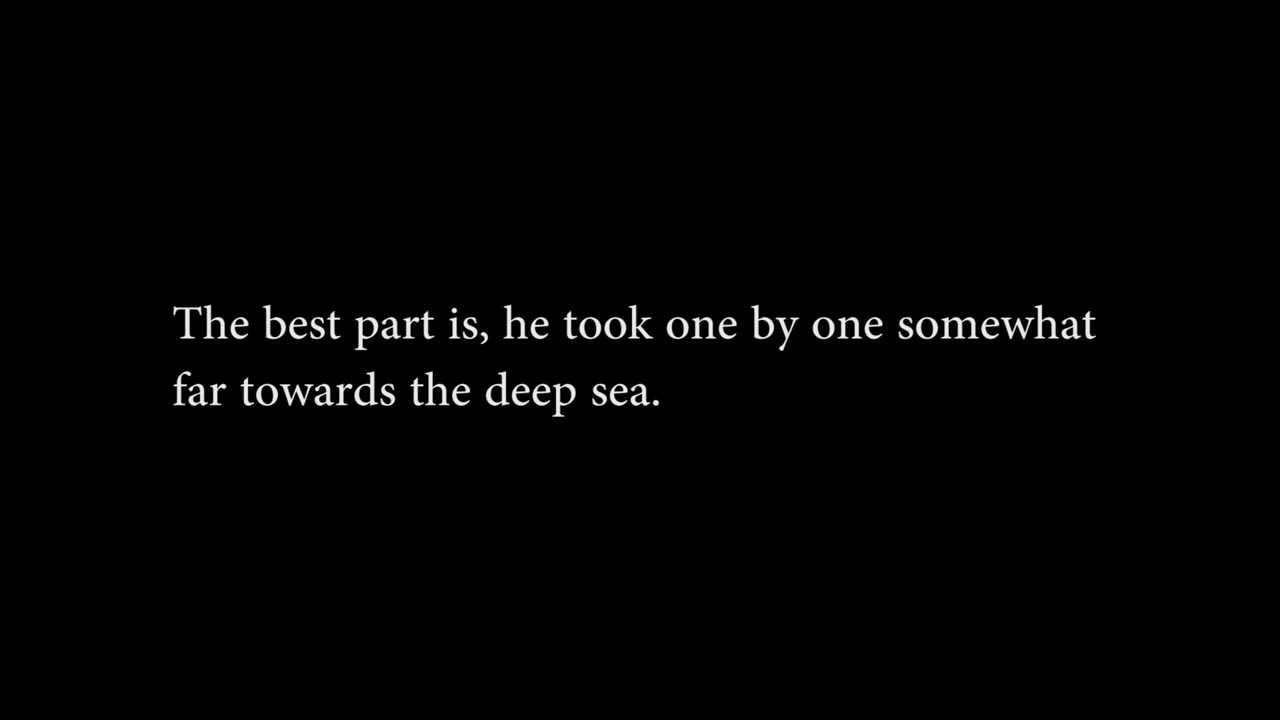 The best part is, he took one by one somewhat
far towards the deep sea.